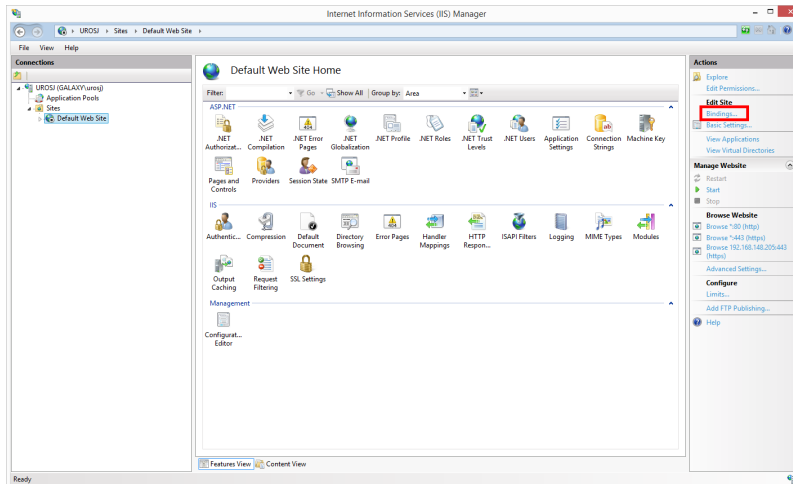 Internet Information Services (IIS) Manager
UROSJ ▸ Sites ▸ Default Web Site ▸
File View Help
Connections
UROSJ (GALAXY\urosj)
Application Pools
Sites
Default Web Site
Default Web Site Home
Filter: Go Show All Group by: Area
ASP.NET
.NET Authorizat...
.NET Compilation
.NET Error Pages
.NET Globalization
.NET Profile
.NET Roles
.NET Trust Levels
.NET Users
Application Settings
Connection Strings
Machine Key
Pages and Controls
Providers
Session State
SMTP E-mail
IIS
Authentic...
Compression
Default Document
Directory Browsing
Error Pages
Handler Mappings
HTTP Respon...
ISAPI Filters
Logging
MIME Types
Modules
Output Caching
Request Filtering
SSL Settings
Management
Configurat... Editor
Features View Content View
Actions
Explore
Edit Permissions...
Edit Site
Bindings...
Basic Settings...
View Applications
View Virtual Directories
Manage Website
Restart
Start
Stop
Browse Website
Browse *:80 (http)
Browse *:443 (https)
Browse 192.168.148.205:443
(https)
Advanced Settings...
Configure
Limits...
Add FTP Publishing...
Help
Ready